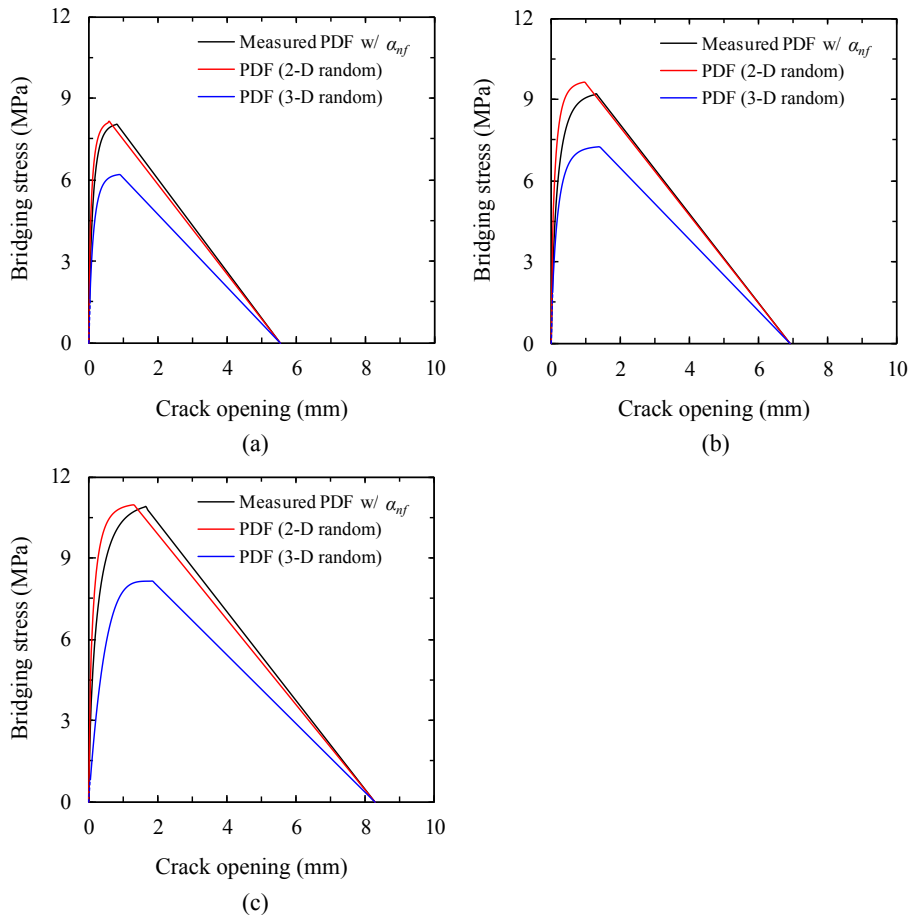 12
9
6
3
0
Bridging stress (MPa)
Measured PDF w/ αnf
PDF (2-D random)
PDF (3-D random)
0 2 4 6 8 10
Crack opening (mm)
(a)
12
9
6
3
0
Bridging stress (MPa)
Measured PDF w/ αnf
PDF (2-D random)
PDF (3-D random)
0 2 4 6 8 10
Crack opening (mm)
(b)
12
9
6
3
0
Bridging stress (MPa)
Measured PDF w/ αnf
PDF (2-D random)
PDF (3-D random)
0 2 4 6 8 10
Crack opening (mm)
(c)